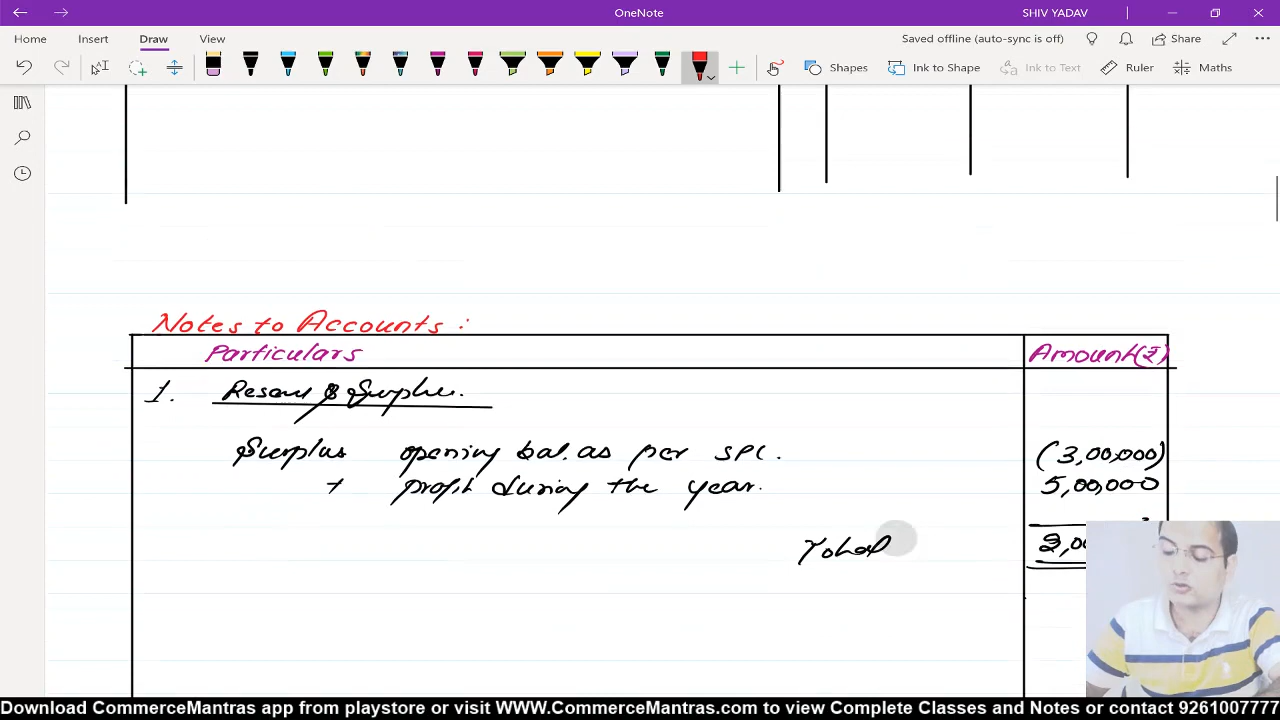 OneNote
SHIV YADAV
Home Insert Draw View
Saved offline (auto-sync is off)
Share
Shapes
Ink to Shape
Ink to Text
Ruler
Maths
Notes to Accounts :
Particulars Amount(₹)
1. Reserve & Surplus.
Surplus opening bal. as per SPL. (3,00,000)
+ profit during the year. 5,00,000
Total 2,00
Download CommerceMantras app from playstore or visit WWW.CommerceMantras.com to view Complete Classes and Notes or contact 9261007777